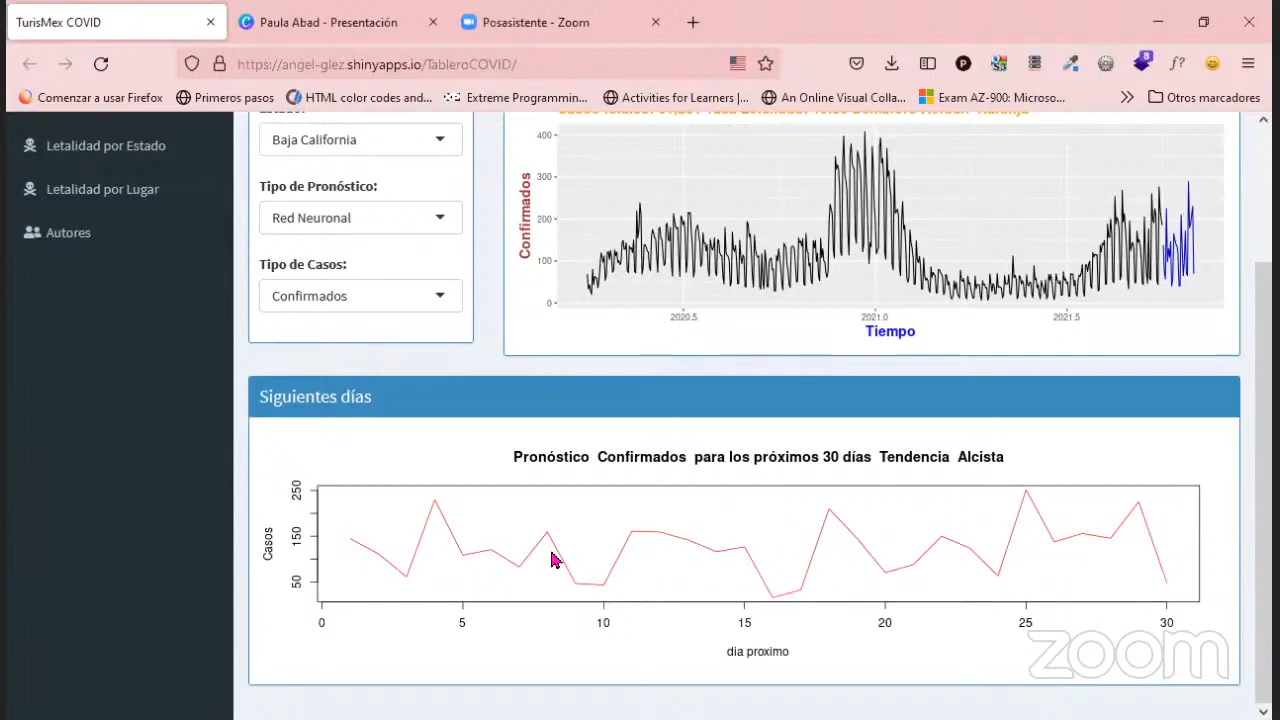 TurisMex COVID
Paula Abad - Presentación
Posasistente - Zoom
https://angel-glez.shinyapps.io/TableroCOVID/
8
Comenzar a usar Firefox
Primeros pasos
HTML color codes and...
Extreme Programmin...
Activities for Learners |...
An Online Visual Colla...
Exam AZ-900: Microso...
Otros marcadores
Letalidad por Estado
Letalidad por Lugar
Autores
Baja California
Tipo de Pronóstico:
Red Neuronal
Tipo de Casos:
Confirmados
Confirmados
400
300
200
100
0
2020.5
2021.0
2021.5
Tiempo
Siguientes días
Pronóstico Confirmados para los próximos 30 días Tendencia Alcista
Casos
250
150
50
0
5
10
15
20
25
30
dia proximo
zoom